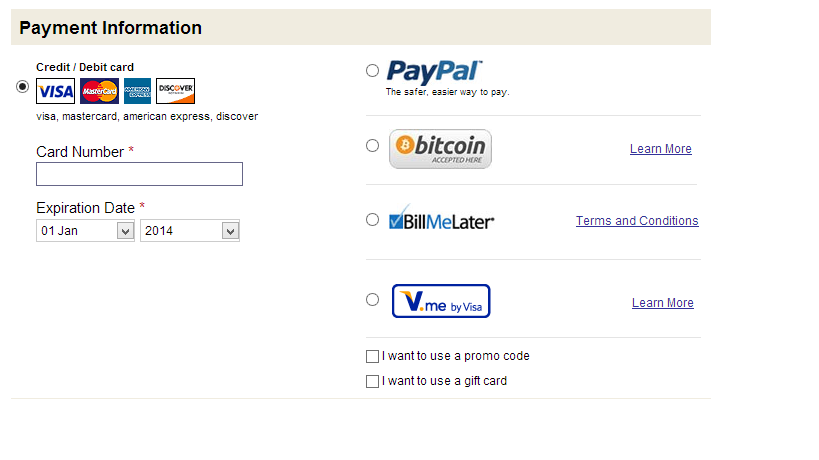 Payment Information
Credit / Debit card
VISA MasterCard AMERICAN EXPRESS DISCOVER
visa, mastercard, american express, discover
Card Number *
Expiration Date *
01 Jan 2014
PayPal™
The safer, easier way to pay.
bitcoin
ACCEPTED HERE
Learn More
BillMeLater®
Terms and Conditions
V.me by Visa
Learn More
I want to use a promo code
I want to use a gift card